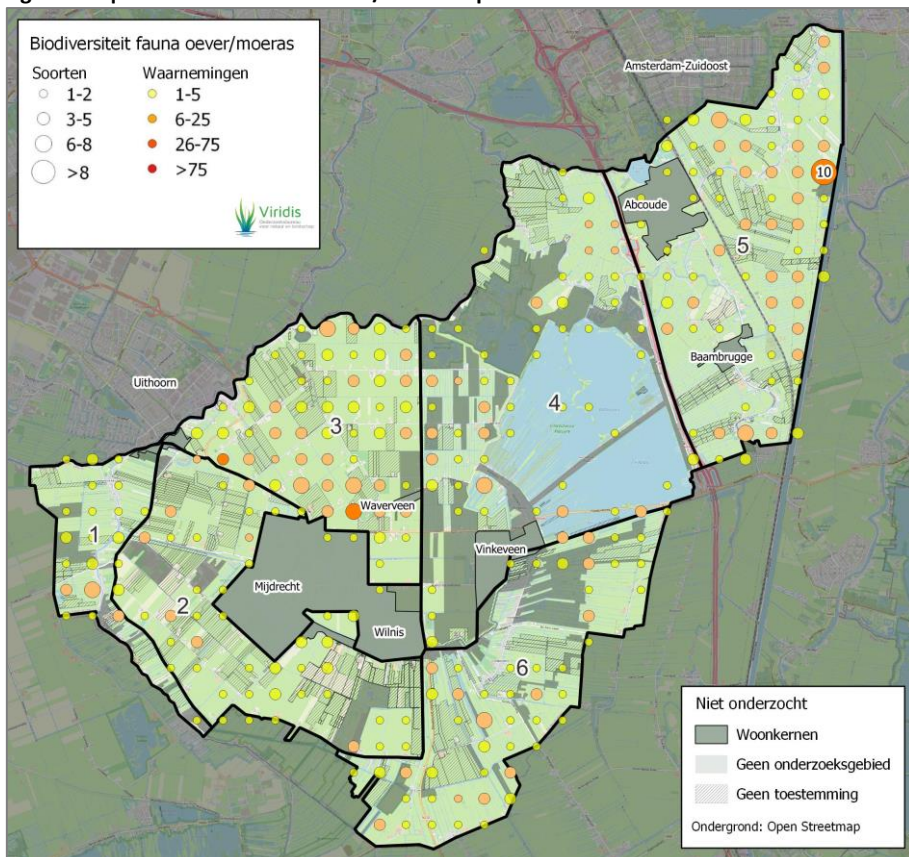 Biodiversiteit fauna oever/moeras
Soorten Waarnemingen
1-2 1-5
3-5 6-25
6-8 26-75
>8 >75
Viridis
Amsterdam-Zuidoost
Abcoude
10
5
Baambrugge
Uithoorn
3
4
Waverveen
1
Vinkeveen
Mijdrecht
2
Wilnis
6
Niet onderzocht
Woonkernen
Geen onderzoeksgebied
Geen toestemming
Ondergrond: Open Streetmap